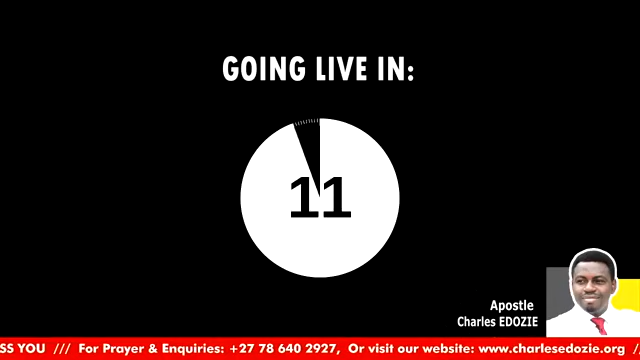 GOING LIVE IN:
11
Apostle
Charles EDOZIE
SS YOU /// For Prayer & Enquiries: +27 78 640 2927, Or visit our website: www.charlesedozie.org /